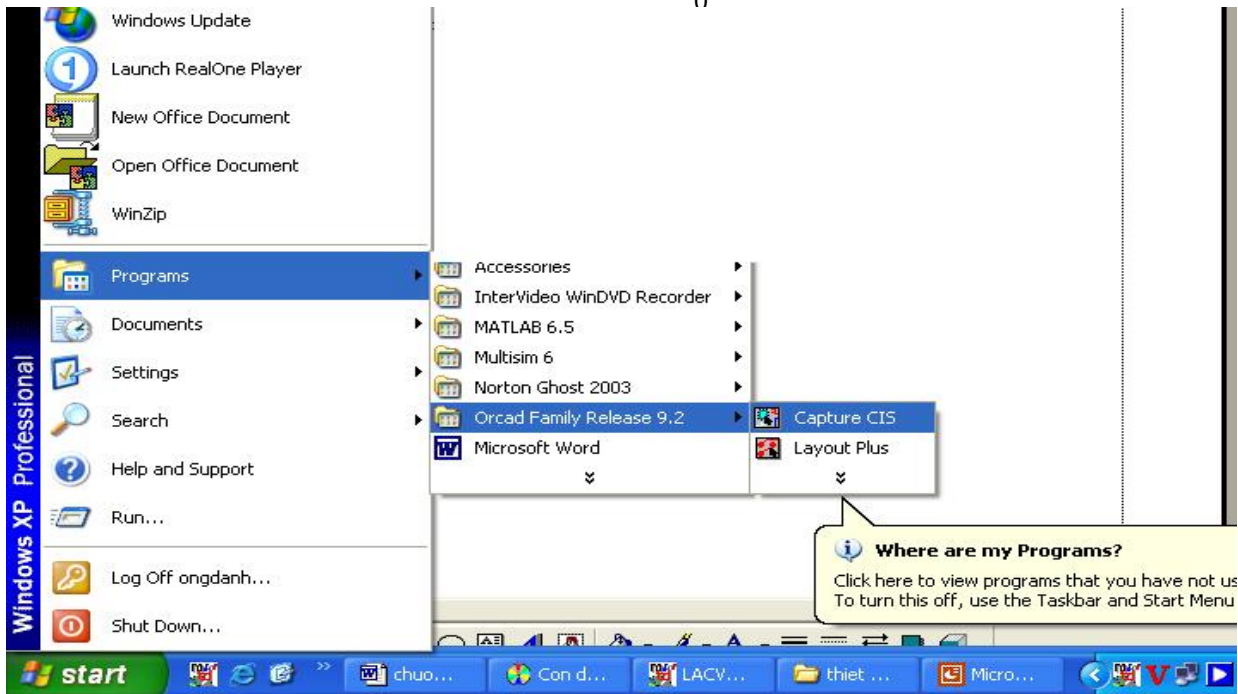 Windows Update
Launch RealOne Player
New Office Document
Open Office Document
WinZip
Programs
Documents
Settings
Search
Help and Support
Run...
Log Off ongdanh...
Shut Down...
Windows XP Professional
Accessories
InterVideo WinDVD Recorder
MATLAB 6.5
Multisim 6
Norton Ghost 2003
Orcad Family Release 9.2
Microsoft Word
Capture CIS
Layout Plus
Where are my Programs?
Click here to view programs that you have not us
To turn this off, use the Taskbar and Start Menu
start
chuo...
Con d...
LACV...
thiet ...
Micro...